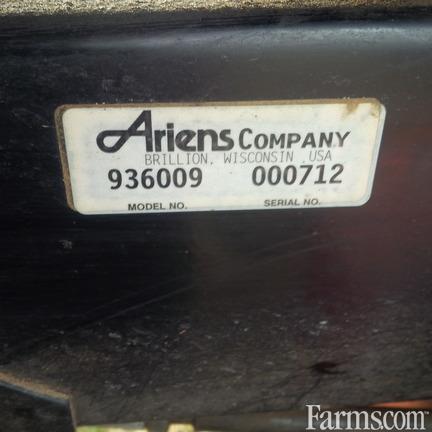 Ariens COMPANY
BRILLION, WISCONSIN USA
936009 000712
MODEL NO. SERIAL NO.
Farms.com